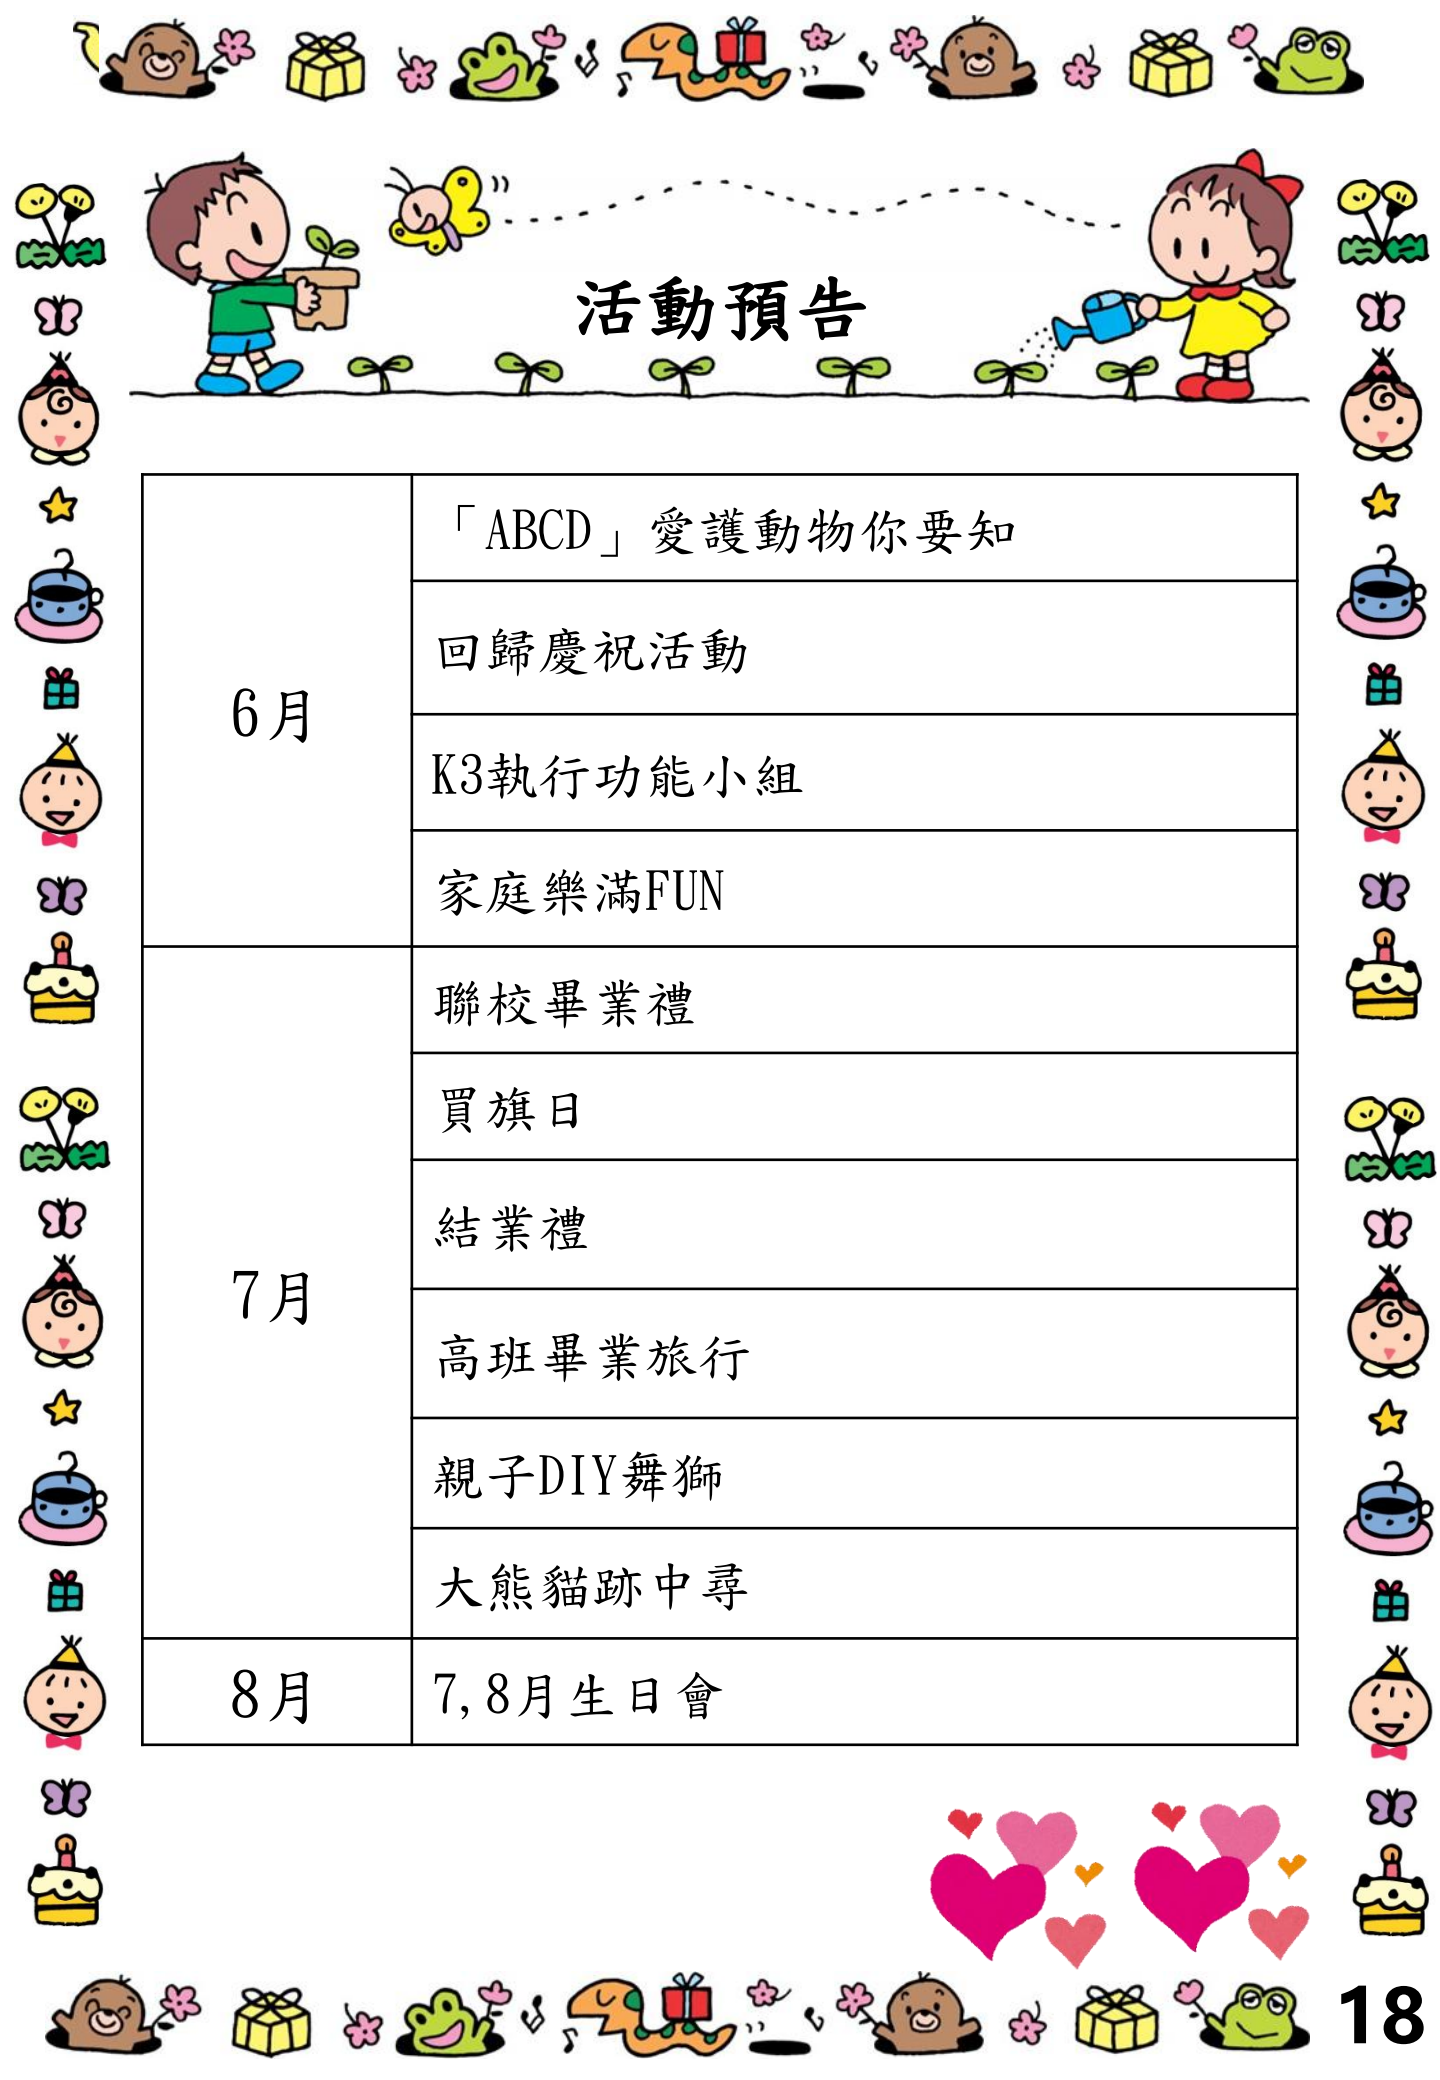 活動預告
6月
「ABCD」愛護動物你要知
回歸慶祝活動
K3執行功能小組
家庭樂滿FUN
7月
聯校畢業禮
買旗日
結業禮
高班畢業旅行
親子DIY舞獅
大熊貓跡中尋
8月
7,8月生日會
18